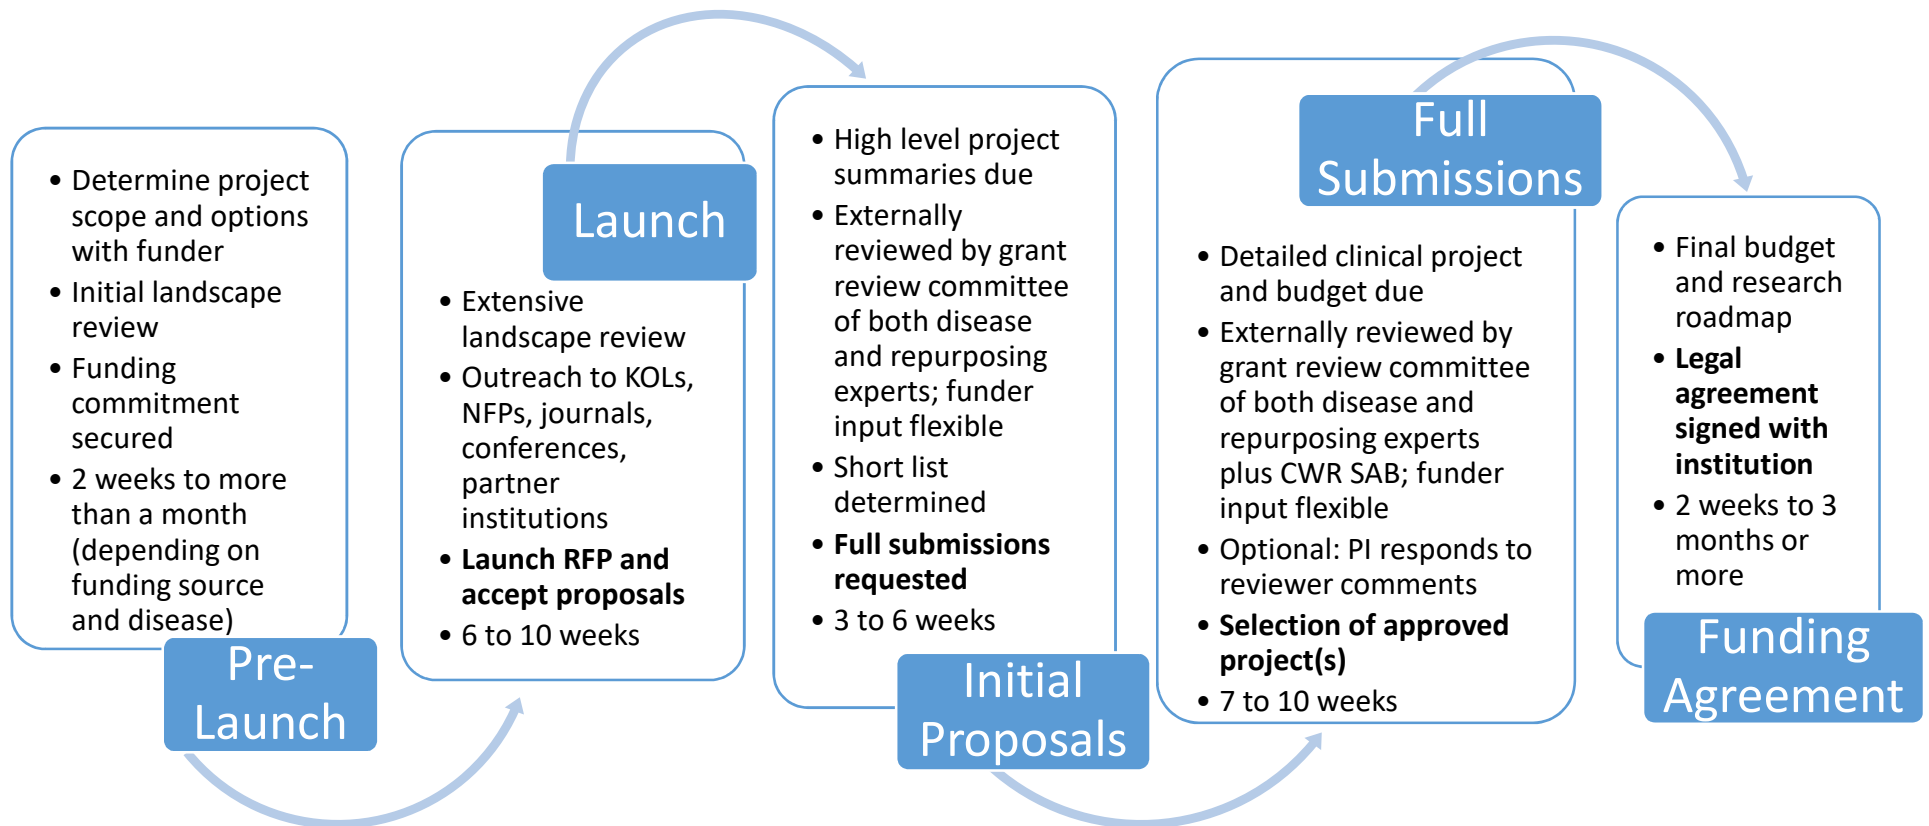 • Determine project
scope and options
with funder
• Initial landscape
review
• Funding
commitment
secured
• 2 weeks to more
than a month
(depending on
funding source
and disease)
Pre-
Launch
Launch
• Extensive
landscape review
• Outreach to KOLs,
NFPs, journals,
conferences,
partner
institutions
• Launch RFP and
accept proposals
• 6 to 10 weeks
• High level project
summaries due
• Externally
reviewed by grant
review committee
of both disease
and repurposing
experts; funder
input flexible
• Short list
determined
• Full submissions
requested
• 3 to 6 weeks
Initial
Proposals
Full
Submissions
• Detailed clinical project
and budget due
• Externally reviewed by
grant review committee
of both disease and
repurposing experts
plus CWR SAB; funder
input flexible
• Optional: PI responds to
reviewer comments
• Selection of approved
project(s)
• 7 to 10 weeks
• Final budget
and research
roadmap
• Legal
agreement
signed with
institution
• 2 weeks to 3
months or
more
Funding
Agreement